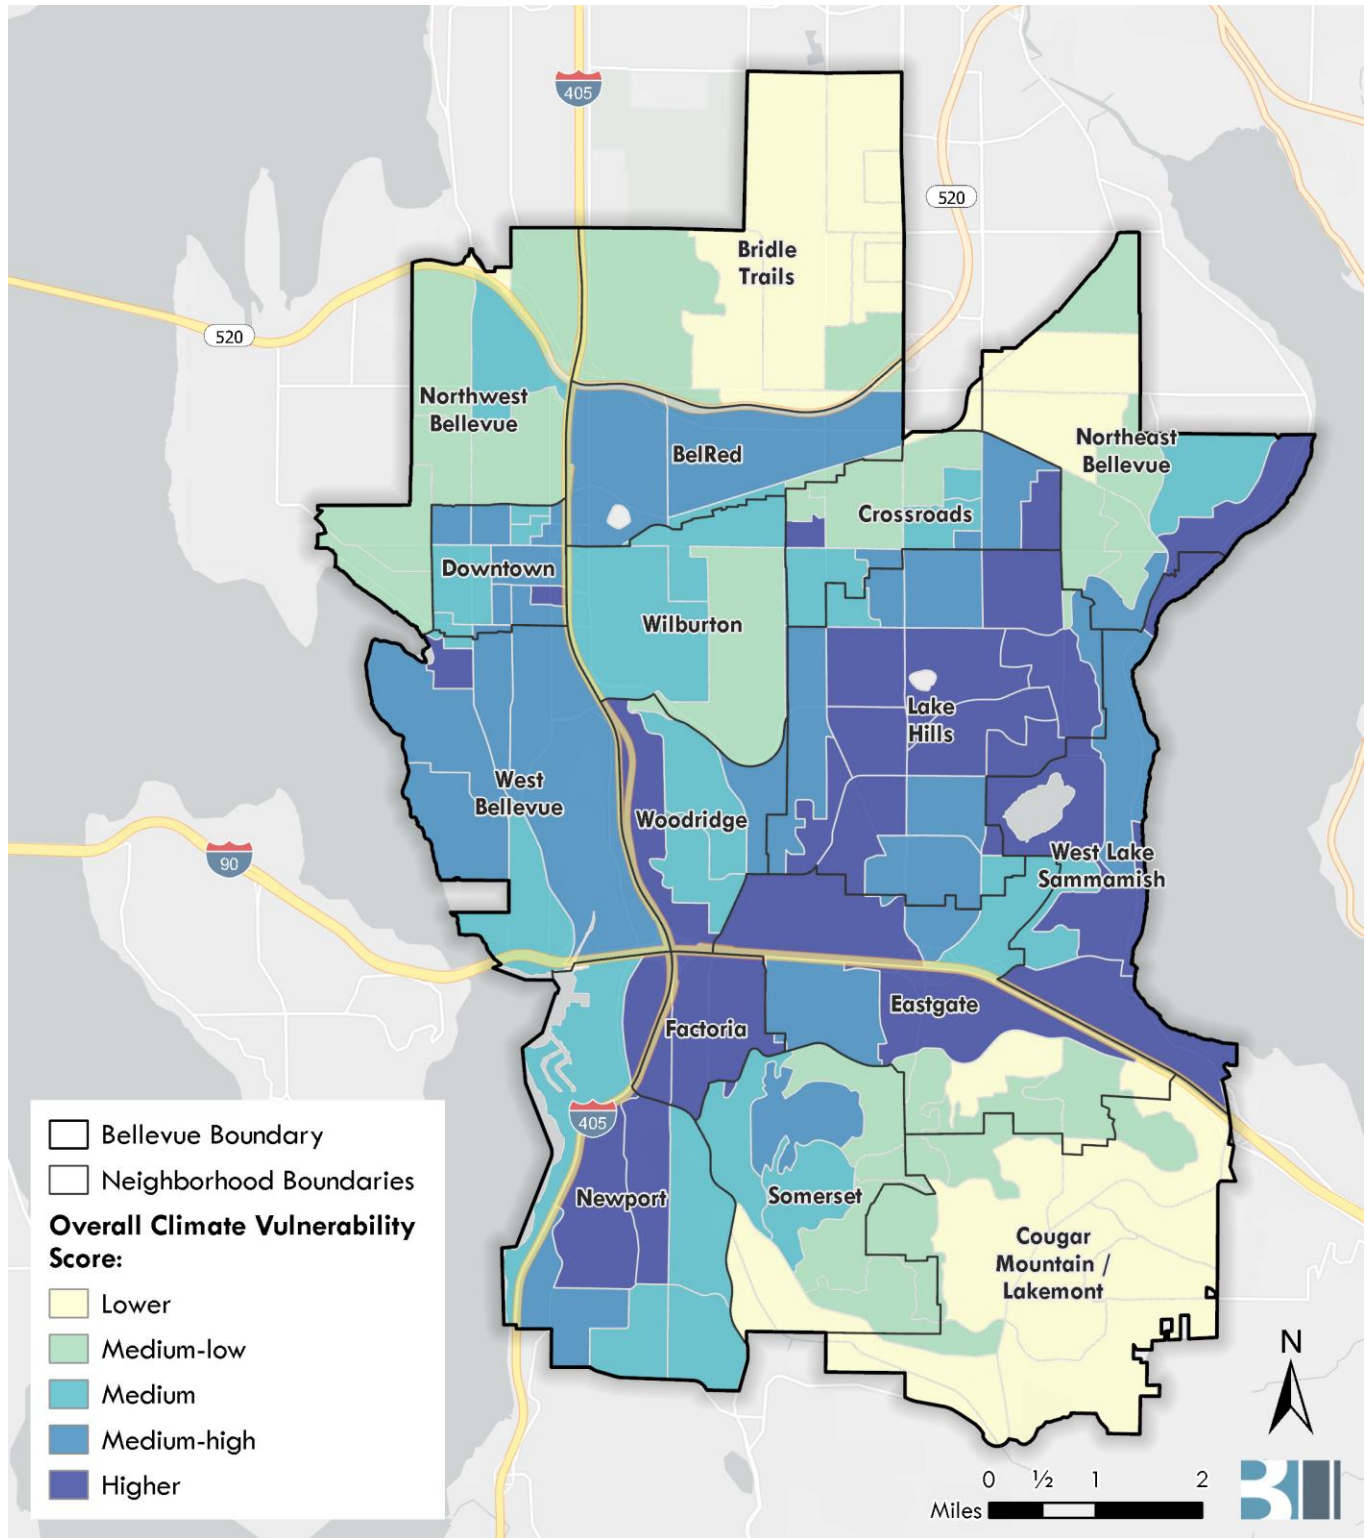 405
520
Bridle
Trails
520
Northwest
Bellevue
BelRed
Northeast
Bellevue
Crossroads
Downtown
Wilburton
Lake
Hills
West
Bellevue
Woodridge
90
West Lake
Sammamish
Eastgate
Factoria
405
Newport
Somerset
Cougar
Mountain /
Lakemont
Bellevue Boundary
Neighborhood Boundaries
Overall Climate Vulnerability
Score:
Lower
Medium-low
Medium
Medium-high
Higher
N
0 ½ 1 2
Miles